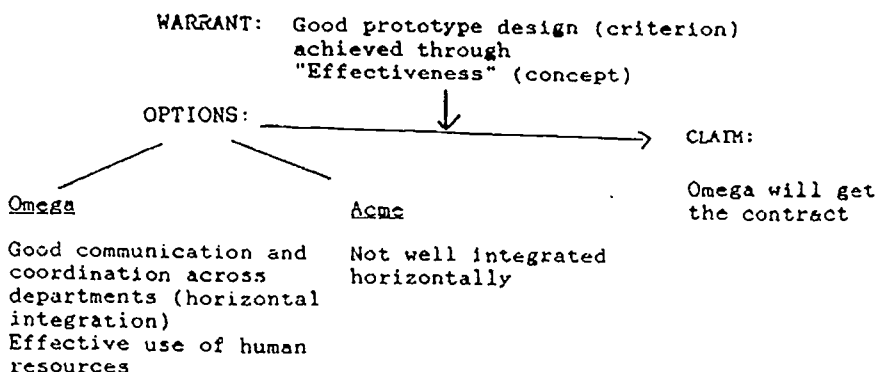 WARRANT: Good prototype design (criterion)
achieved through
"Effectiveness" (concept)
OPTIONS:
CLAIM:
Omega will get
the contract
Omega
Good communication and
coordination across
departments (horizontal
integration)
Effective use of human
resources
Acme
Not well integrated
horizontally